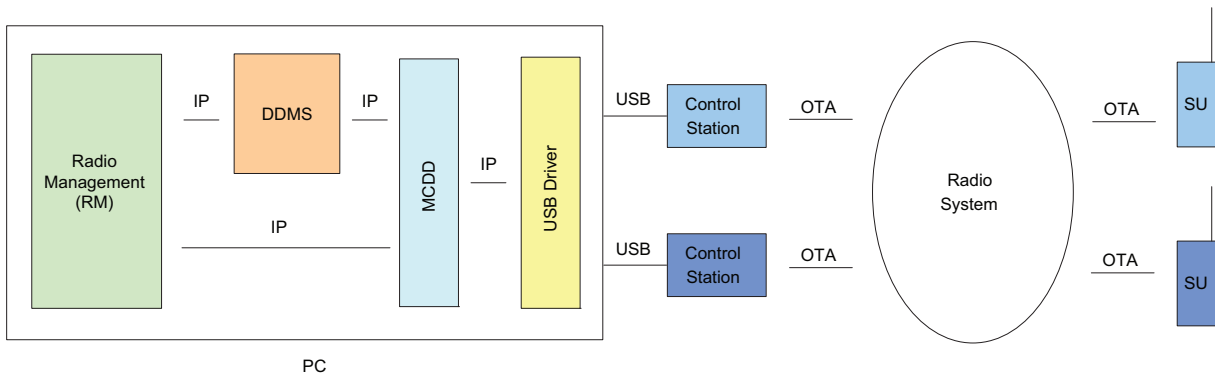 Radio
Management
(RM)
IP
DDMS
IP
IP
MCDD
IP
USB Driver
PC
USB
Control
Station
OTA
USB
Control
Station
OTA
Radio
System
OTA
SU
OTA
SU